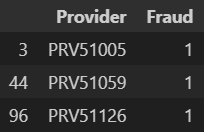 Provider Fraud
3 PRV51005 1
44 PRV51059 1
96 PRV51126 1